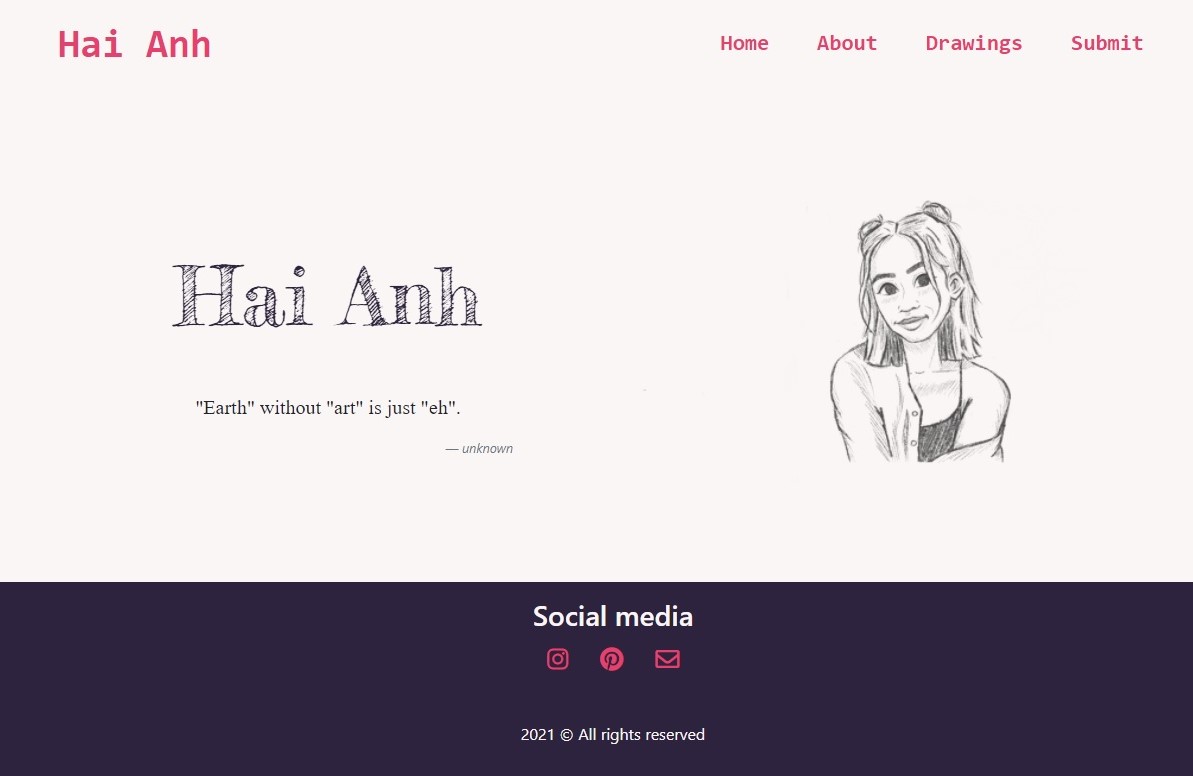 Hai Anh
Home About Drawings Submit
Hai Anh
"Earth" without "art" is just "eh".
— unknown
Social media
2021 © All rights reserved